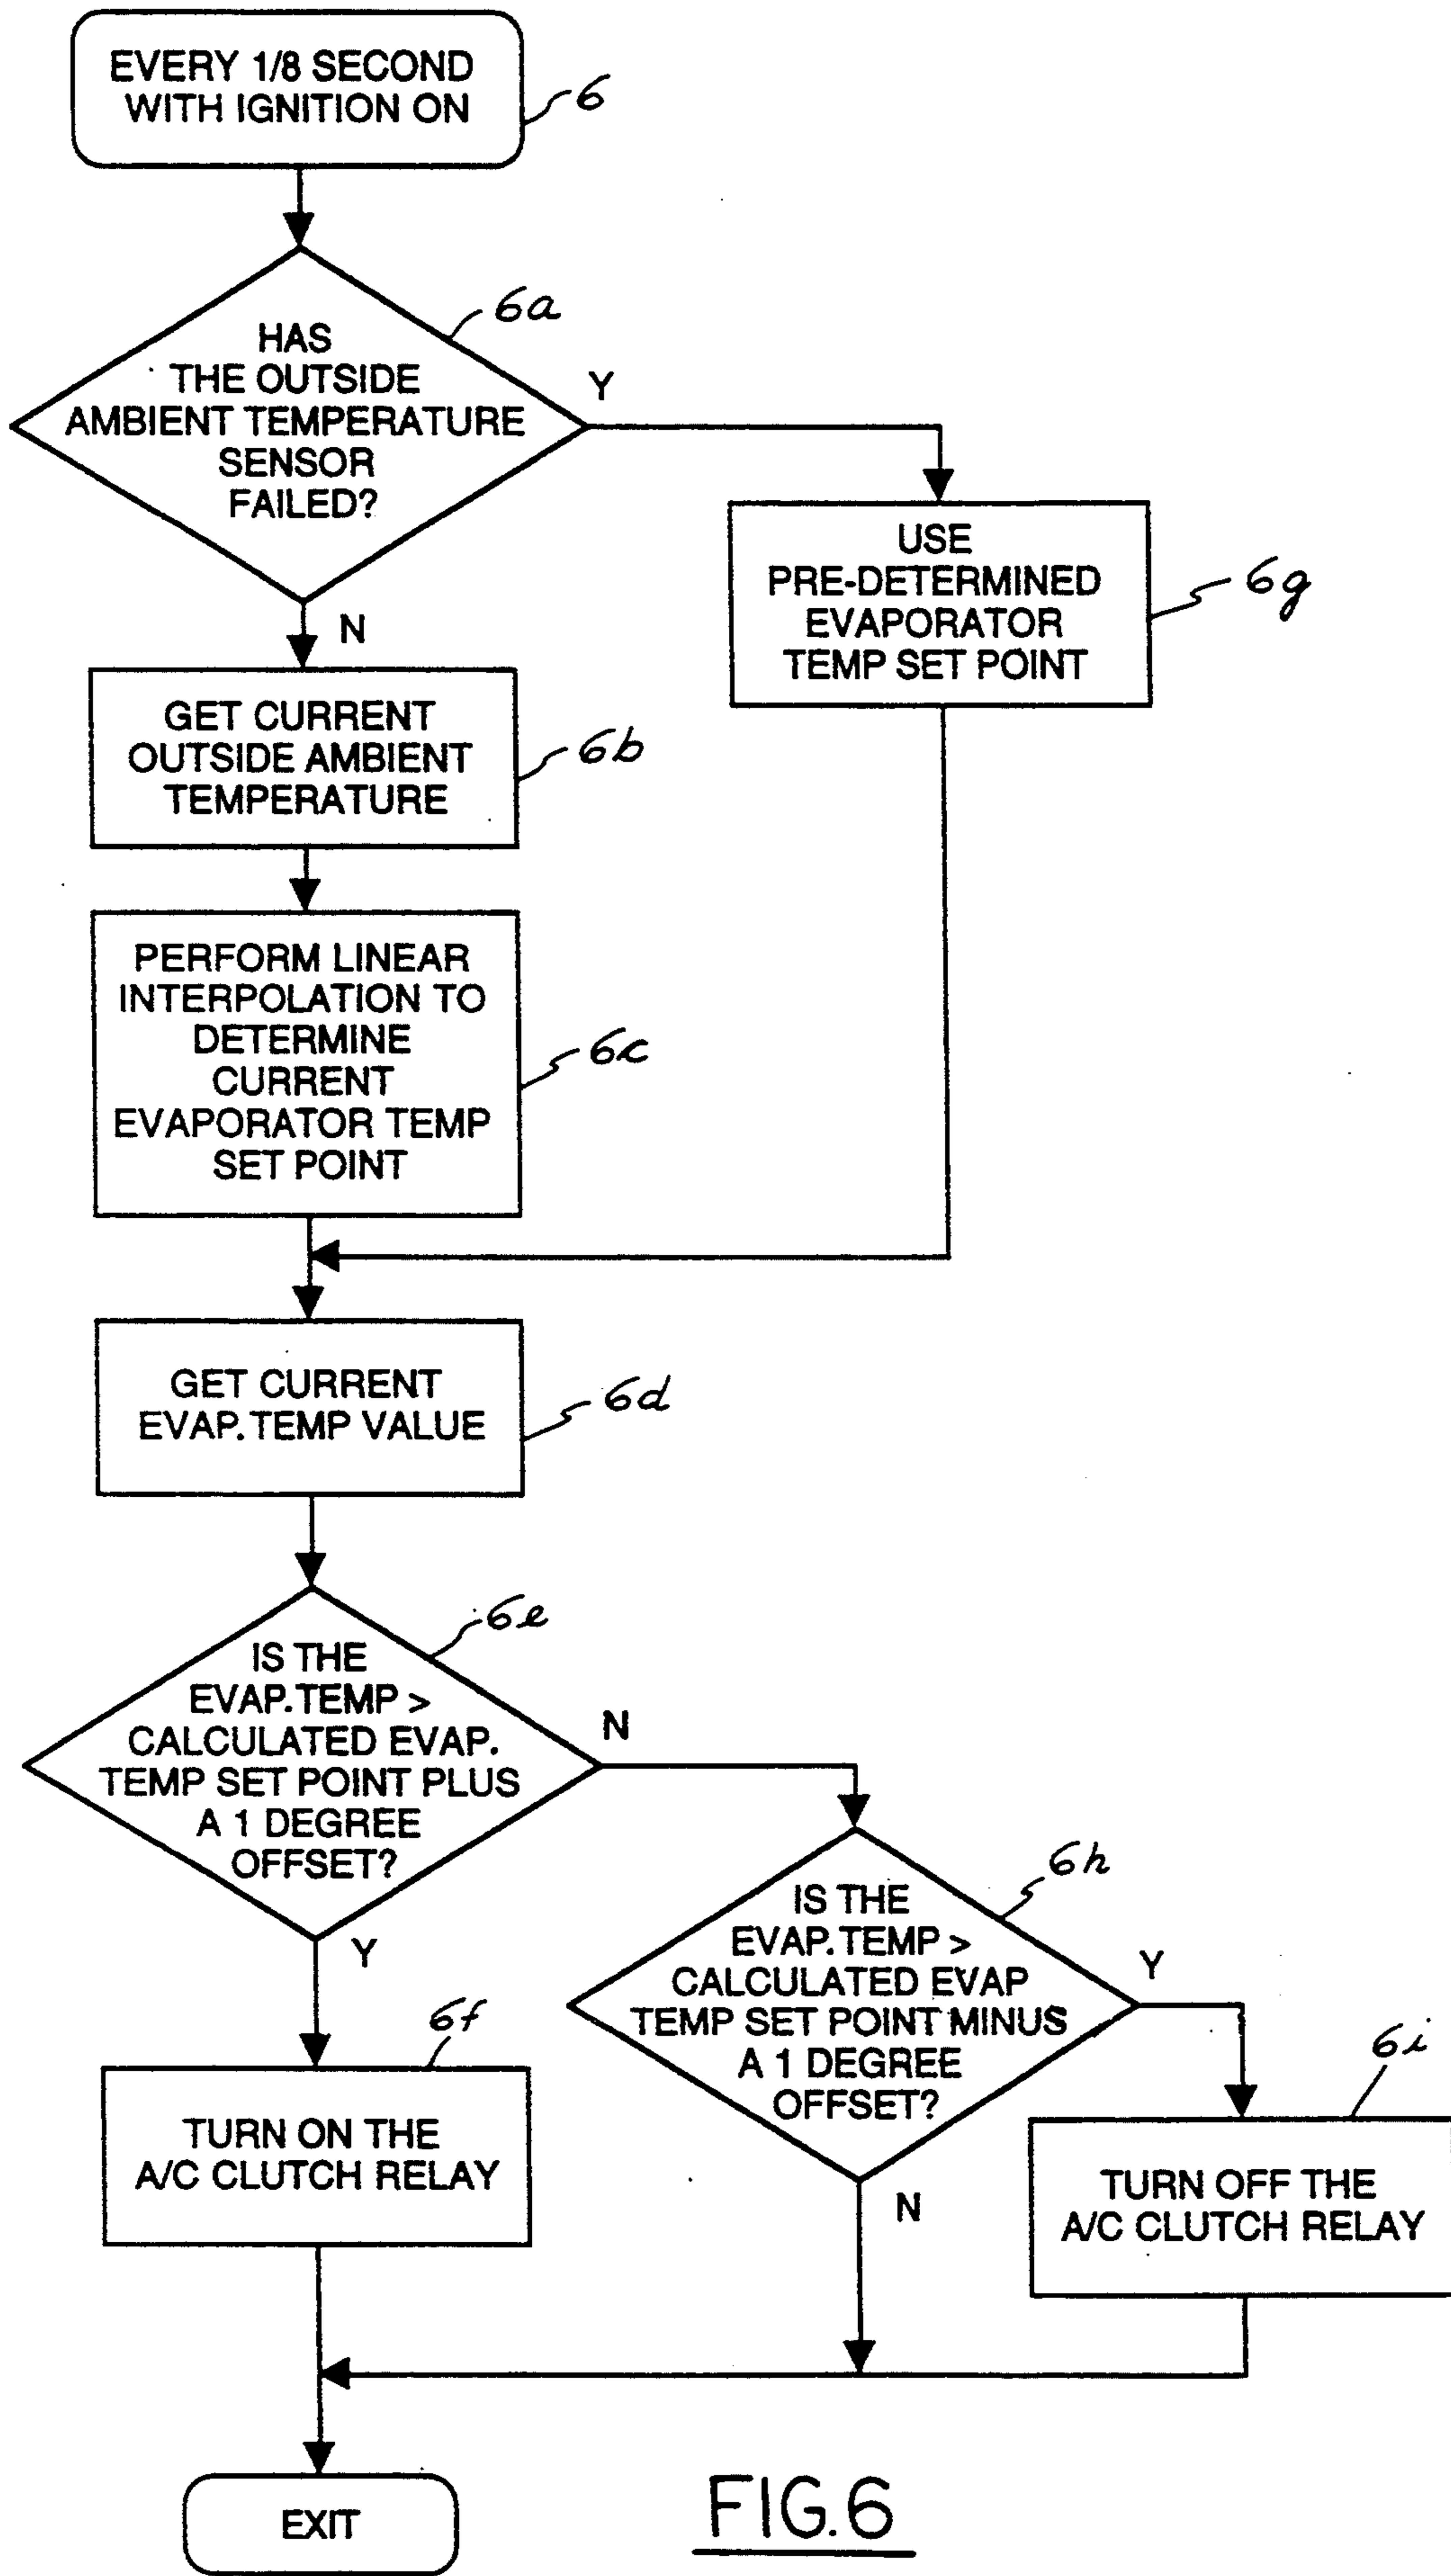 EVERY 1/8 SECOND
WITH IGNITION ON
6
HAS
THE OUTSIDE
AMBIENT TEMPERATURE
SENSOR
FAILED?
6a
Y
N
USE
PRE-DETERMINED
EVAPORATOR
TEMP SET POINT
6g
GET CURRENT
OUTSIDE AMBIENT
TEMPERATURE
6b
PERFORM LINEAR
INTERPOLATION TO
DETERMINE
CURRENT
EVAPORATOR TEMP
SET POINT
6c
GET CURRENT
EVAP.TEMP VALUE
6d
IS THE
EVAP.TEMP >
CALCULATED EVAP.
TEMP SET POINT PLUS
A 1 DEGREE
OFFSET?
6e
N
Y
IS THE
EVAP.TEMP >
CALCULATED EVAP
TEMP SET POINT MINUS
A 1 DEGREE
OFFSET?
6h
Y
N
TURN ON THE
A/C CLUTCH RELAY
6f
TURN OFF THE
A/C CLUTCH RELAY
6i
EXIT
FIG.6